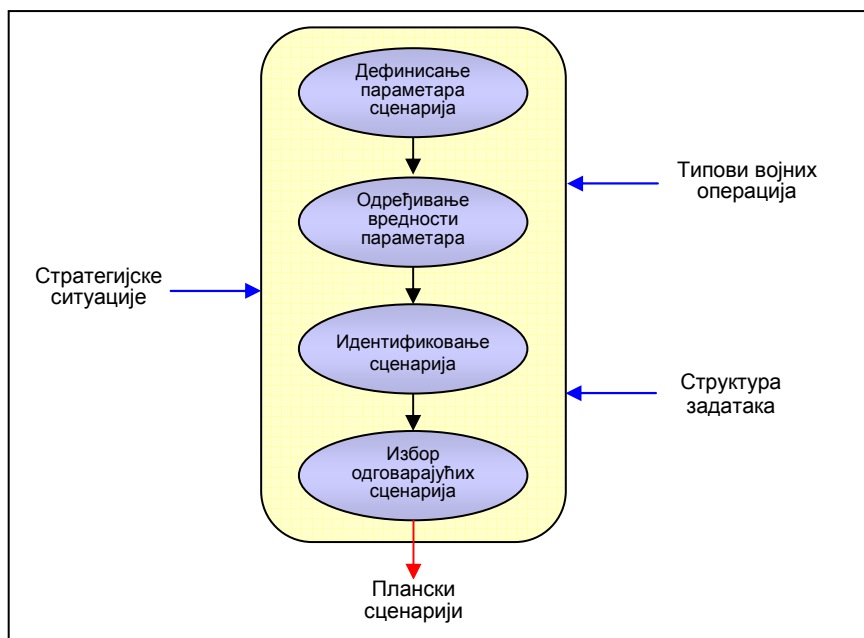 Дефинисање
параметара
сценарија
Одређивање
вредности
параметара
Идентификовање
сценарија
Избор
одговарајућих
сценарија
Плански
сценарији
Стратегијске
ситуације
Типови војних
операција
Структура
задатака